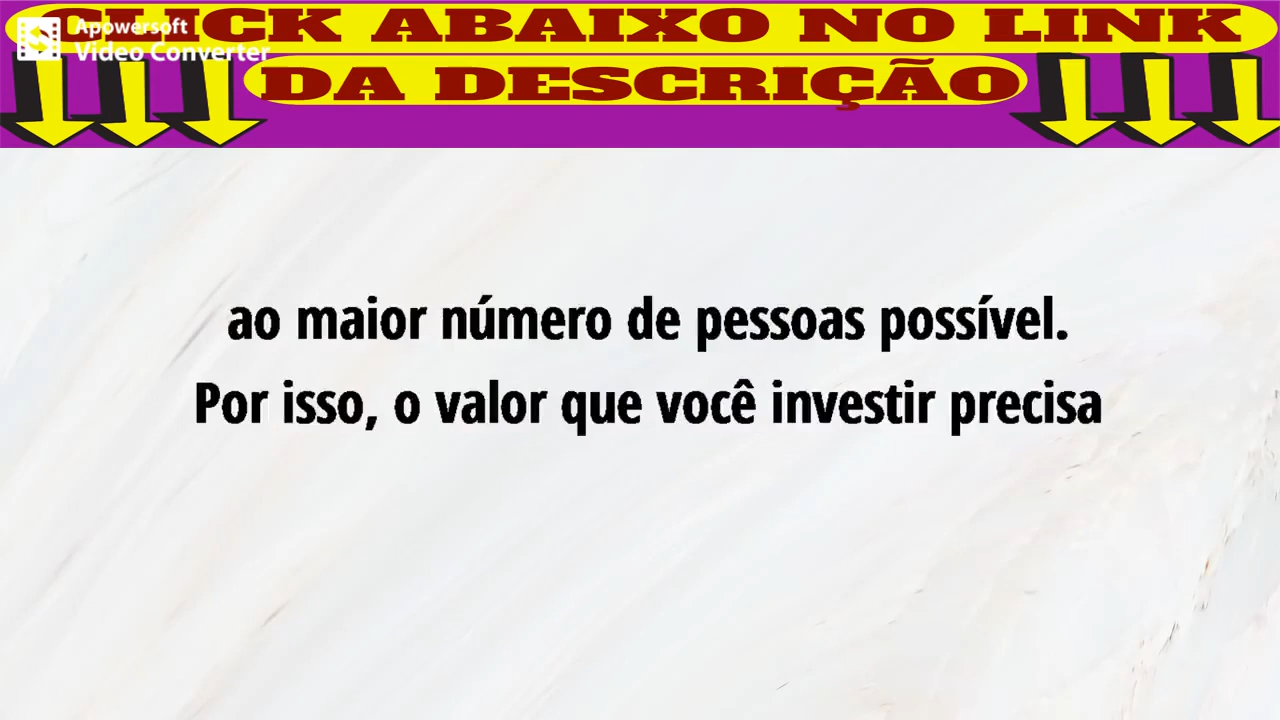 CLICK ABAIXO NO LINK
Apowersoft
Video Converter
DA DESCRIÇÃO
ao maior número de pessoas possível.
Por isso, o valor que você investir precisa